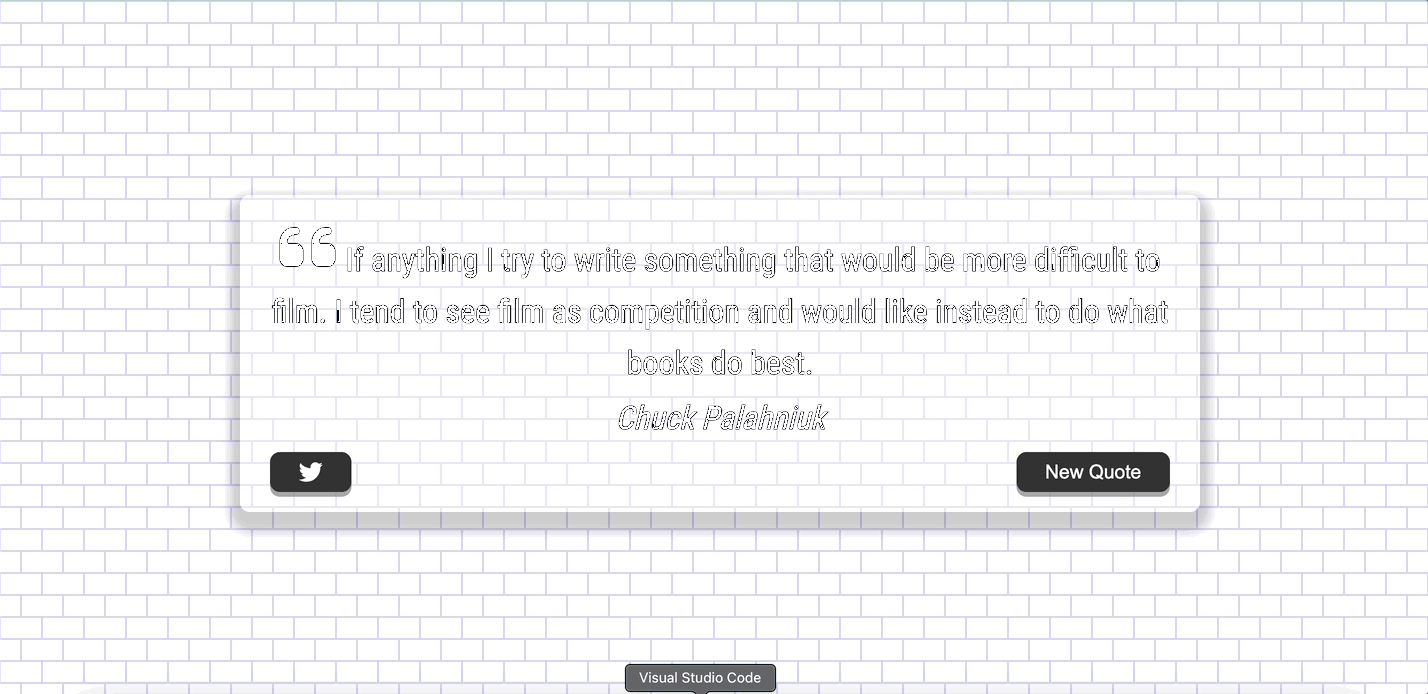 “ If anything I try to write something that would be more difficult to
film. I tend to see film as competition and would like instead to do what
books do best.
Chuck Palahniuk
New Quote
Visual Studio Code